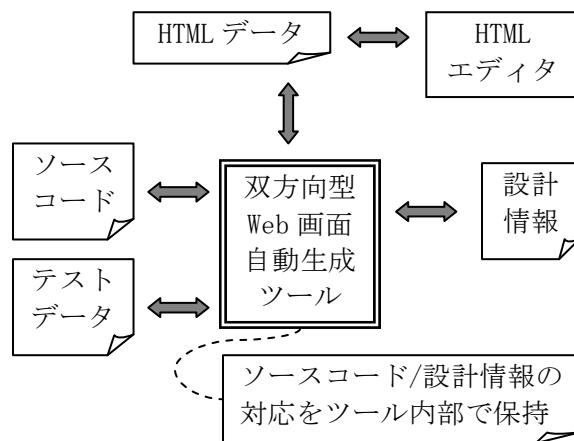 HTML データ
HTML
エディタ
ソース
コード
双方向型
Web 画面
自動生成
ツール
設計
情報
テスト
データ
ソースコード/設計情報の
対応をツール内部で保持